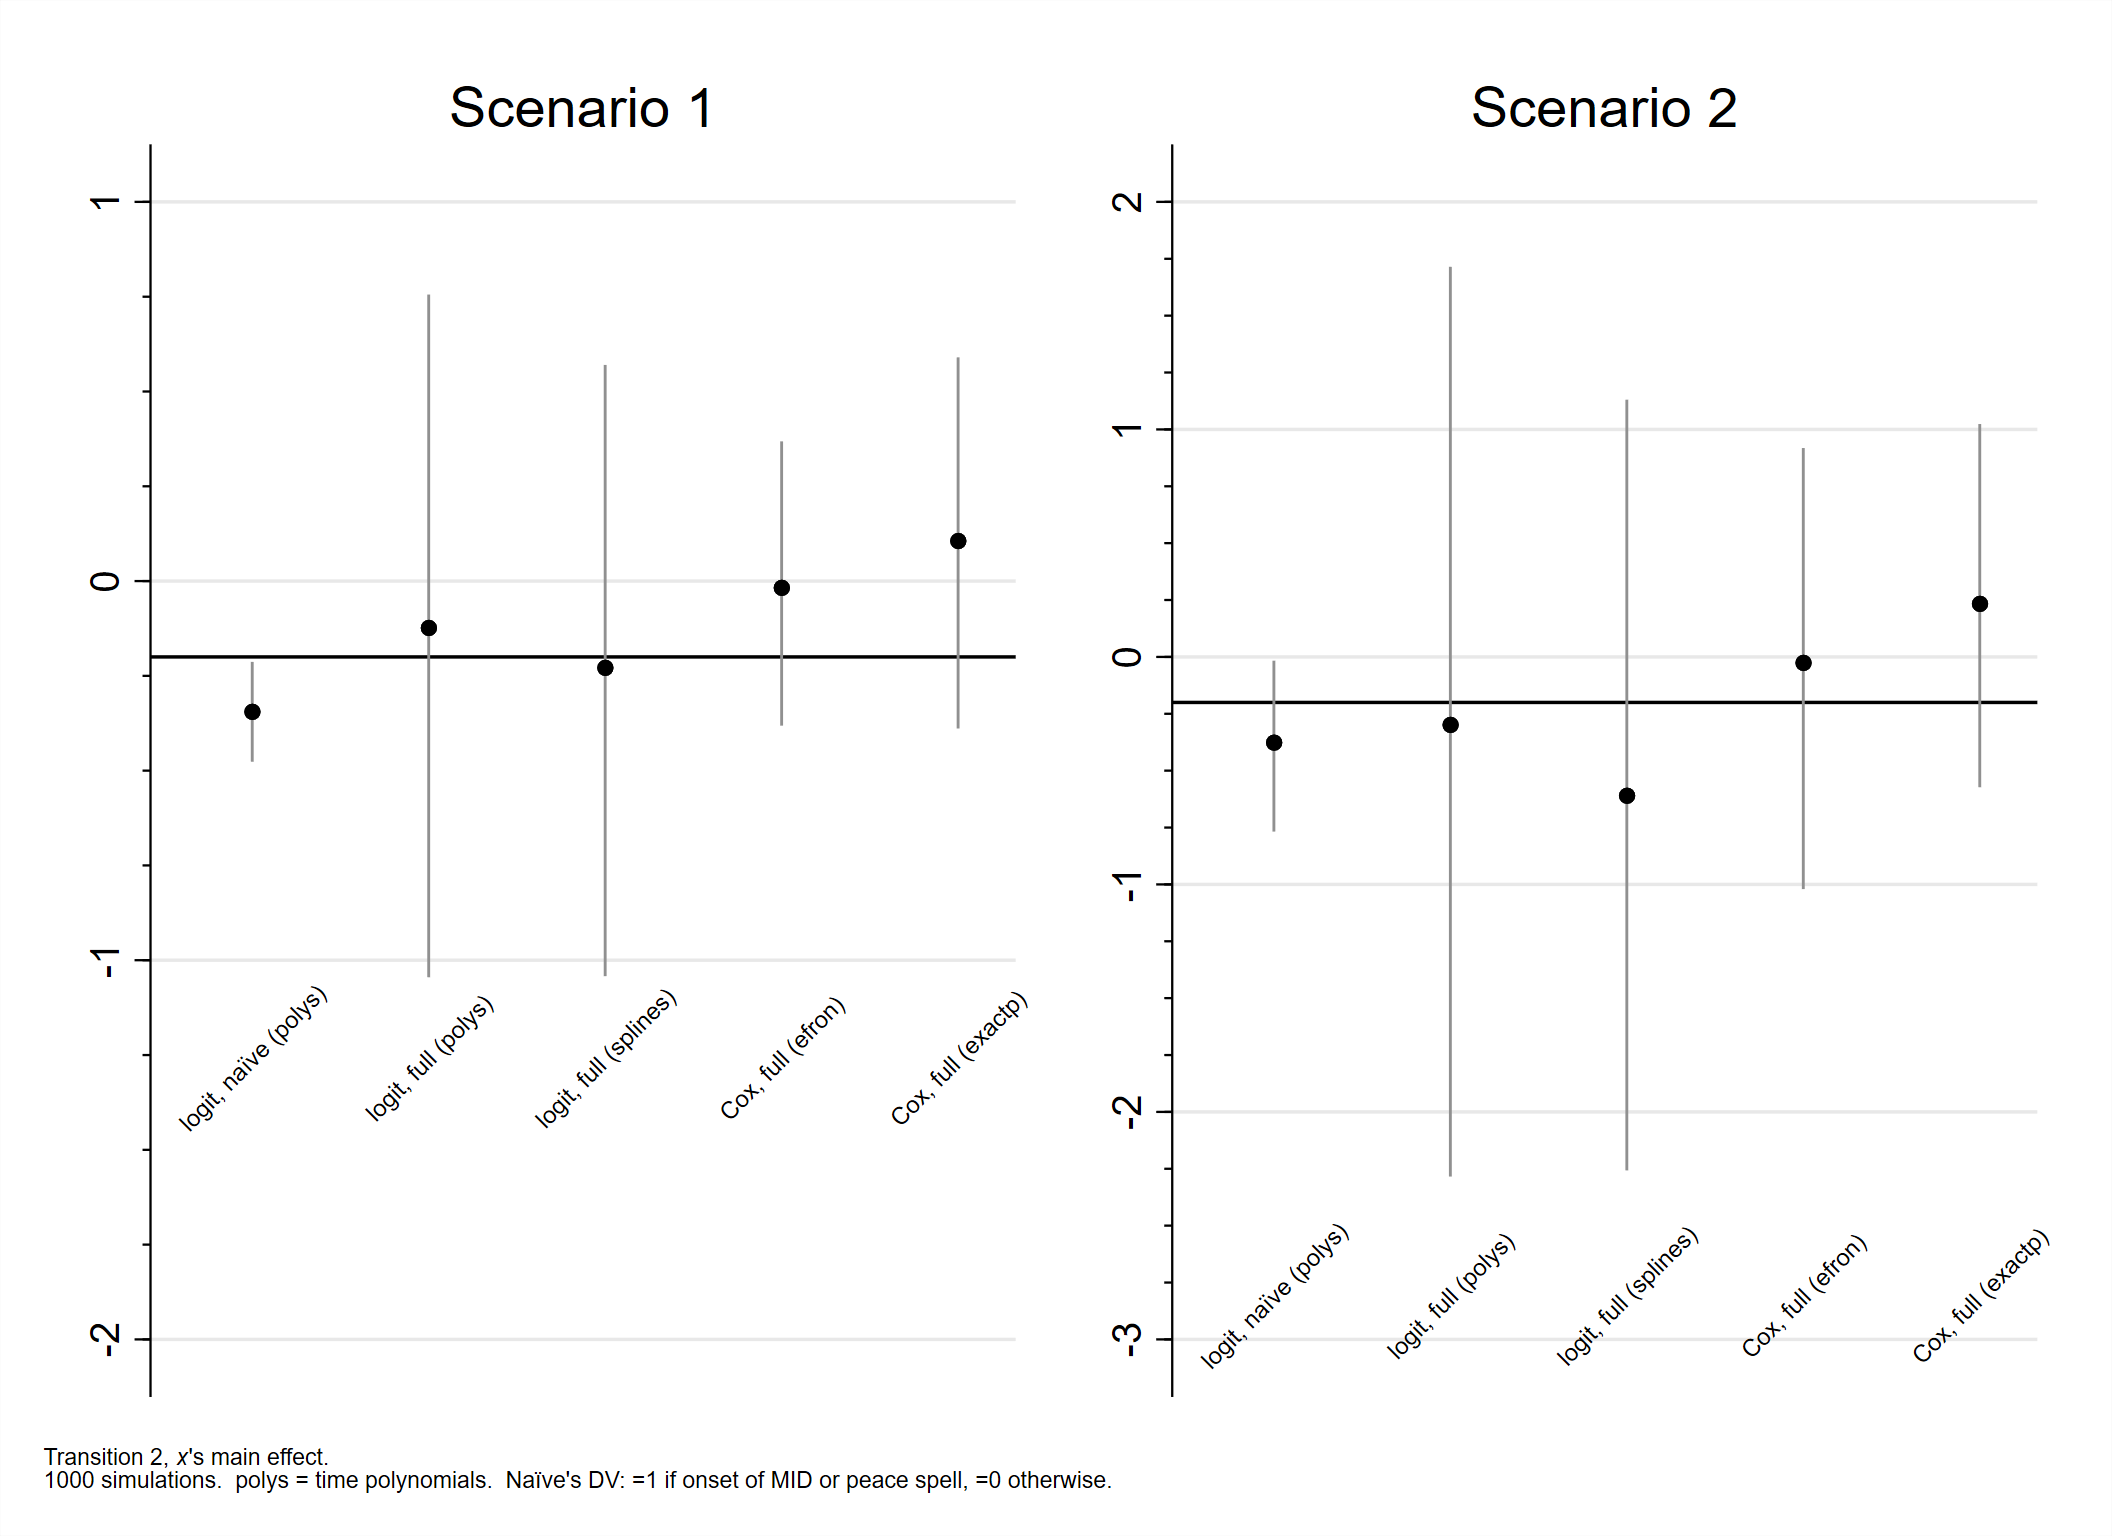 Scenario 1
1
0
-1
-2
logit, naïve (polys)
logit, full (polys)
logit, full (splines)
Cox, full (efron)
Cox, full (exactp)
Scenario 2
2
1
0
-1
-2
-3
logit, naïve (polys)
logit, full (polys)
logit, full (splines)
Cox, full (efron)
Cox, full (exactp)
Transition 2, x's main effect.
1000 simulations.  polys = time polynomials.  Naïve's DV: =1 if onset of MID or peace spell, =0 otherwise.